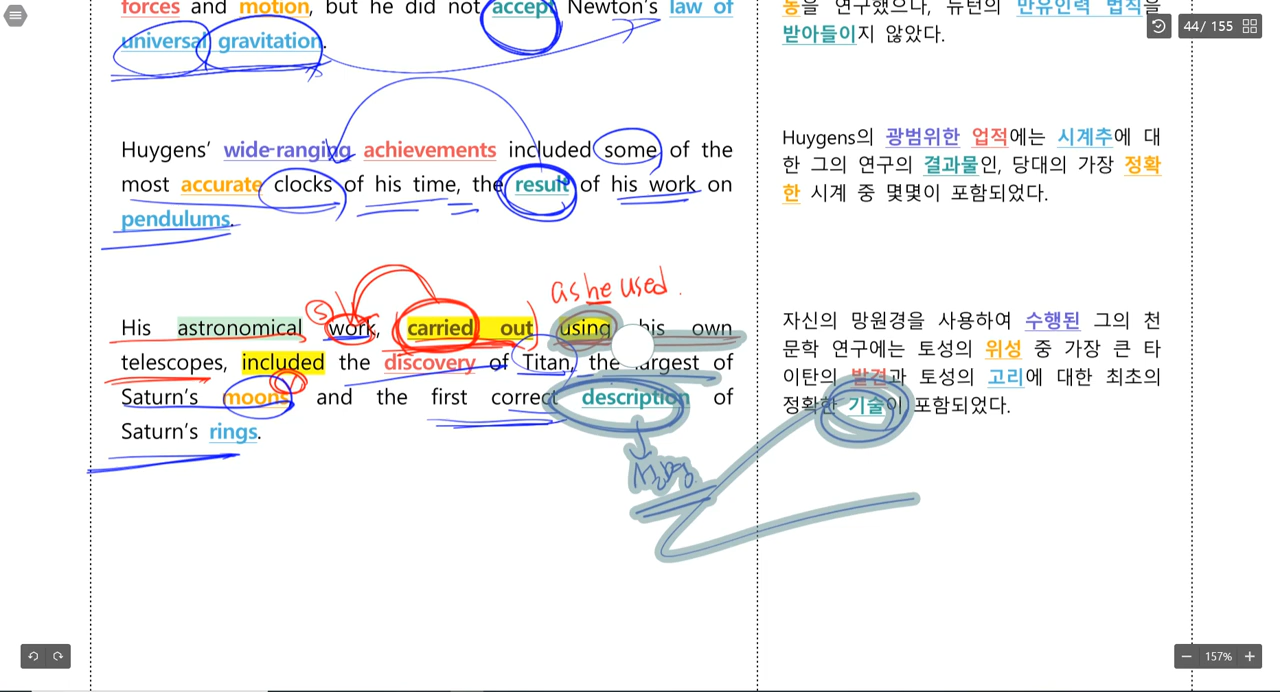 forces and motion, but he did not accept Newton's law of
universal gravitation.
Huygens' wide-ranging achievements included some of the
most accurate clocks of his time, the result of his work on
pendulums.
as he used.
S
His astronomical work, (carried out) using his own
telescopes, included the discovery of Titan, the largest of
Saturn's moons and the first correct description of
Saturn's rings.
동을 연구했으나, 뉴턴의 만유인력 법칙을
받아들이지 않았다.
Huygens의 광범위한 업적에는 시계추에 대
한 그의 연구의 결과물인, 당대의 가장 정확
한 시계 중 몇몇이 포함되었다.
자신의 망원경을 사용하여 수행된 그의 천
문학 연구에는 토성의 위성 중 가장 큰 타
이탄의 발견과 토성의 고리에 대한 최초의
정확한 기술이 포함되었다.
44/ 155
157%